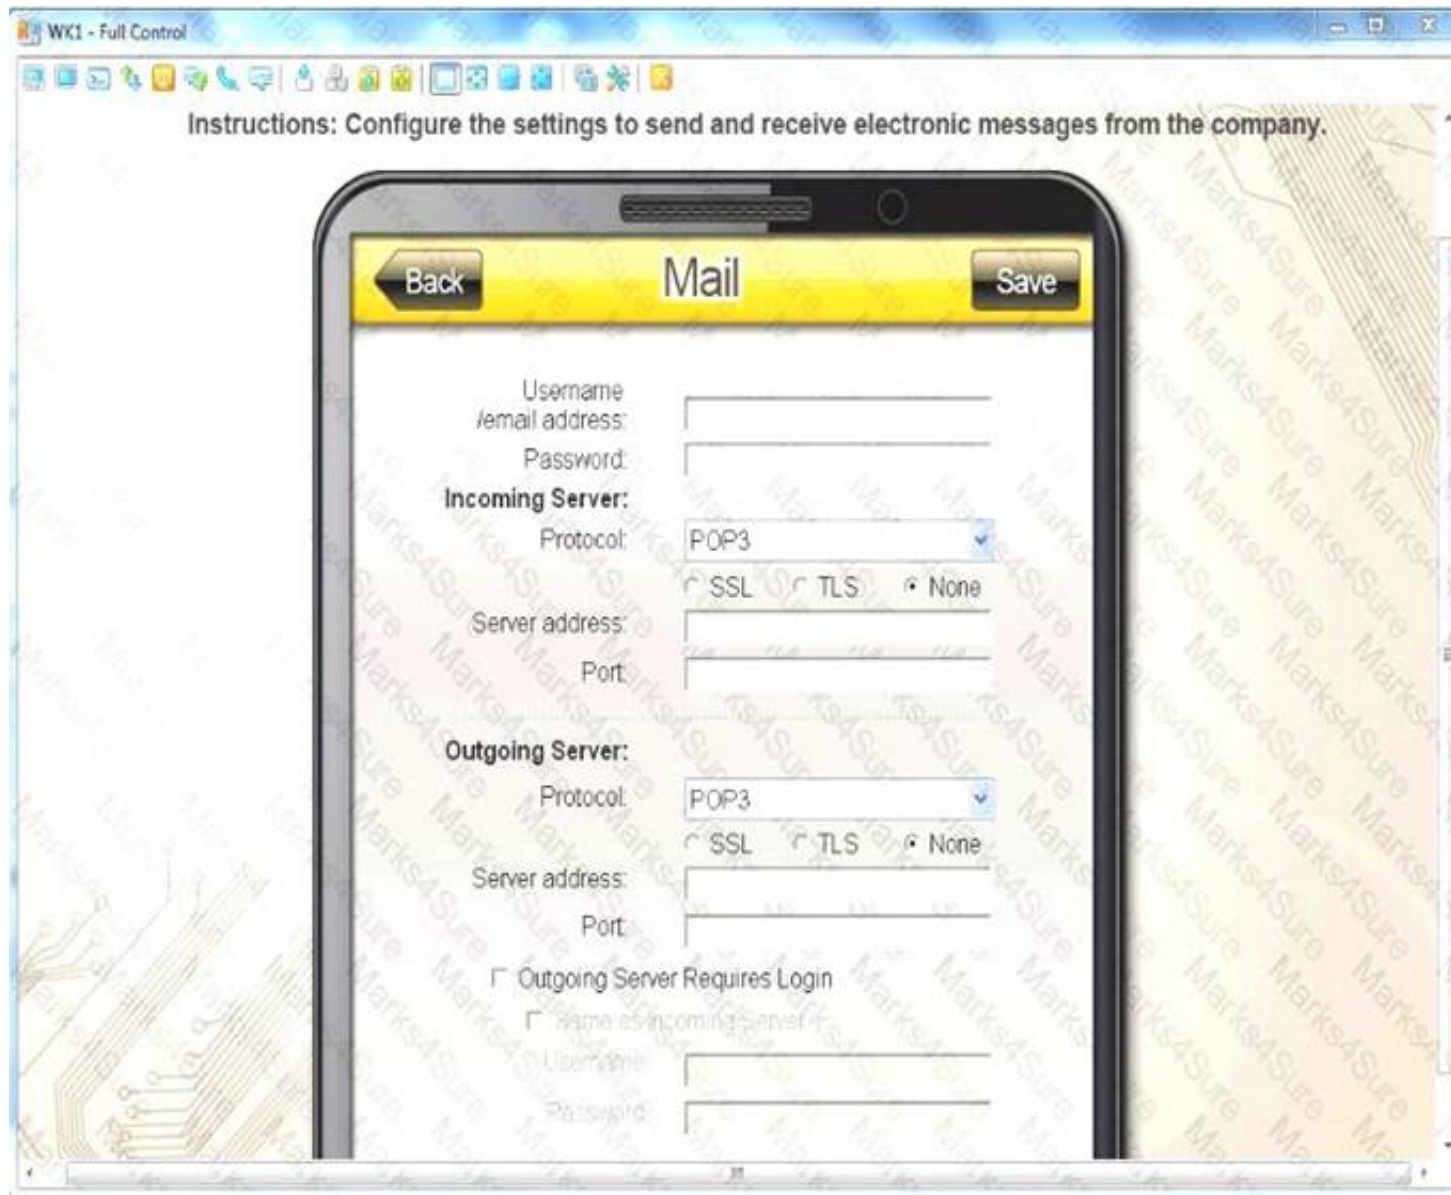 WK1 - Full Control
Instructions: Configure the settings to send and receive electronic messages from the company.
Back
Mail
Save
Username
/email address:
Password:
Incoming Server:
Protocol:
POP3
SSL TLS None
Server address:
Port:
Outgoing Server:
Protocol:
POP3
SSL TLS None
Server address:
Port:
Outgoing Server Requires Login
Same as incoming Server
Username:
Password:
Marks4Sure